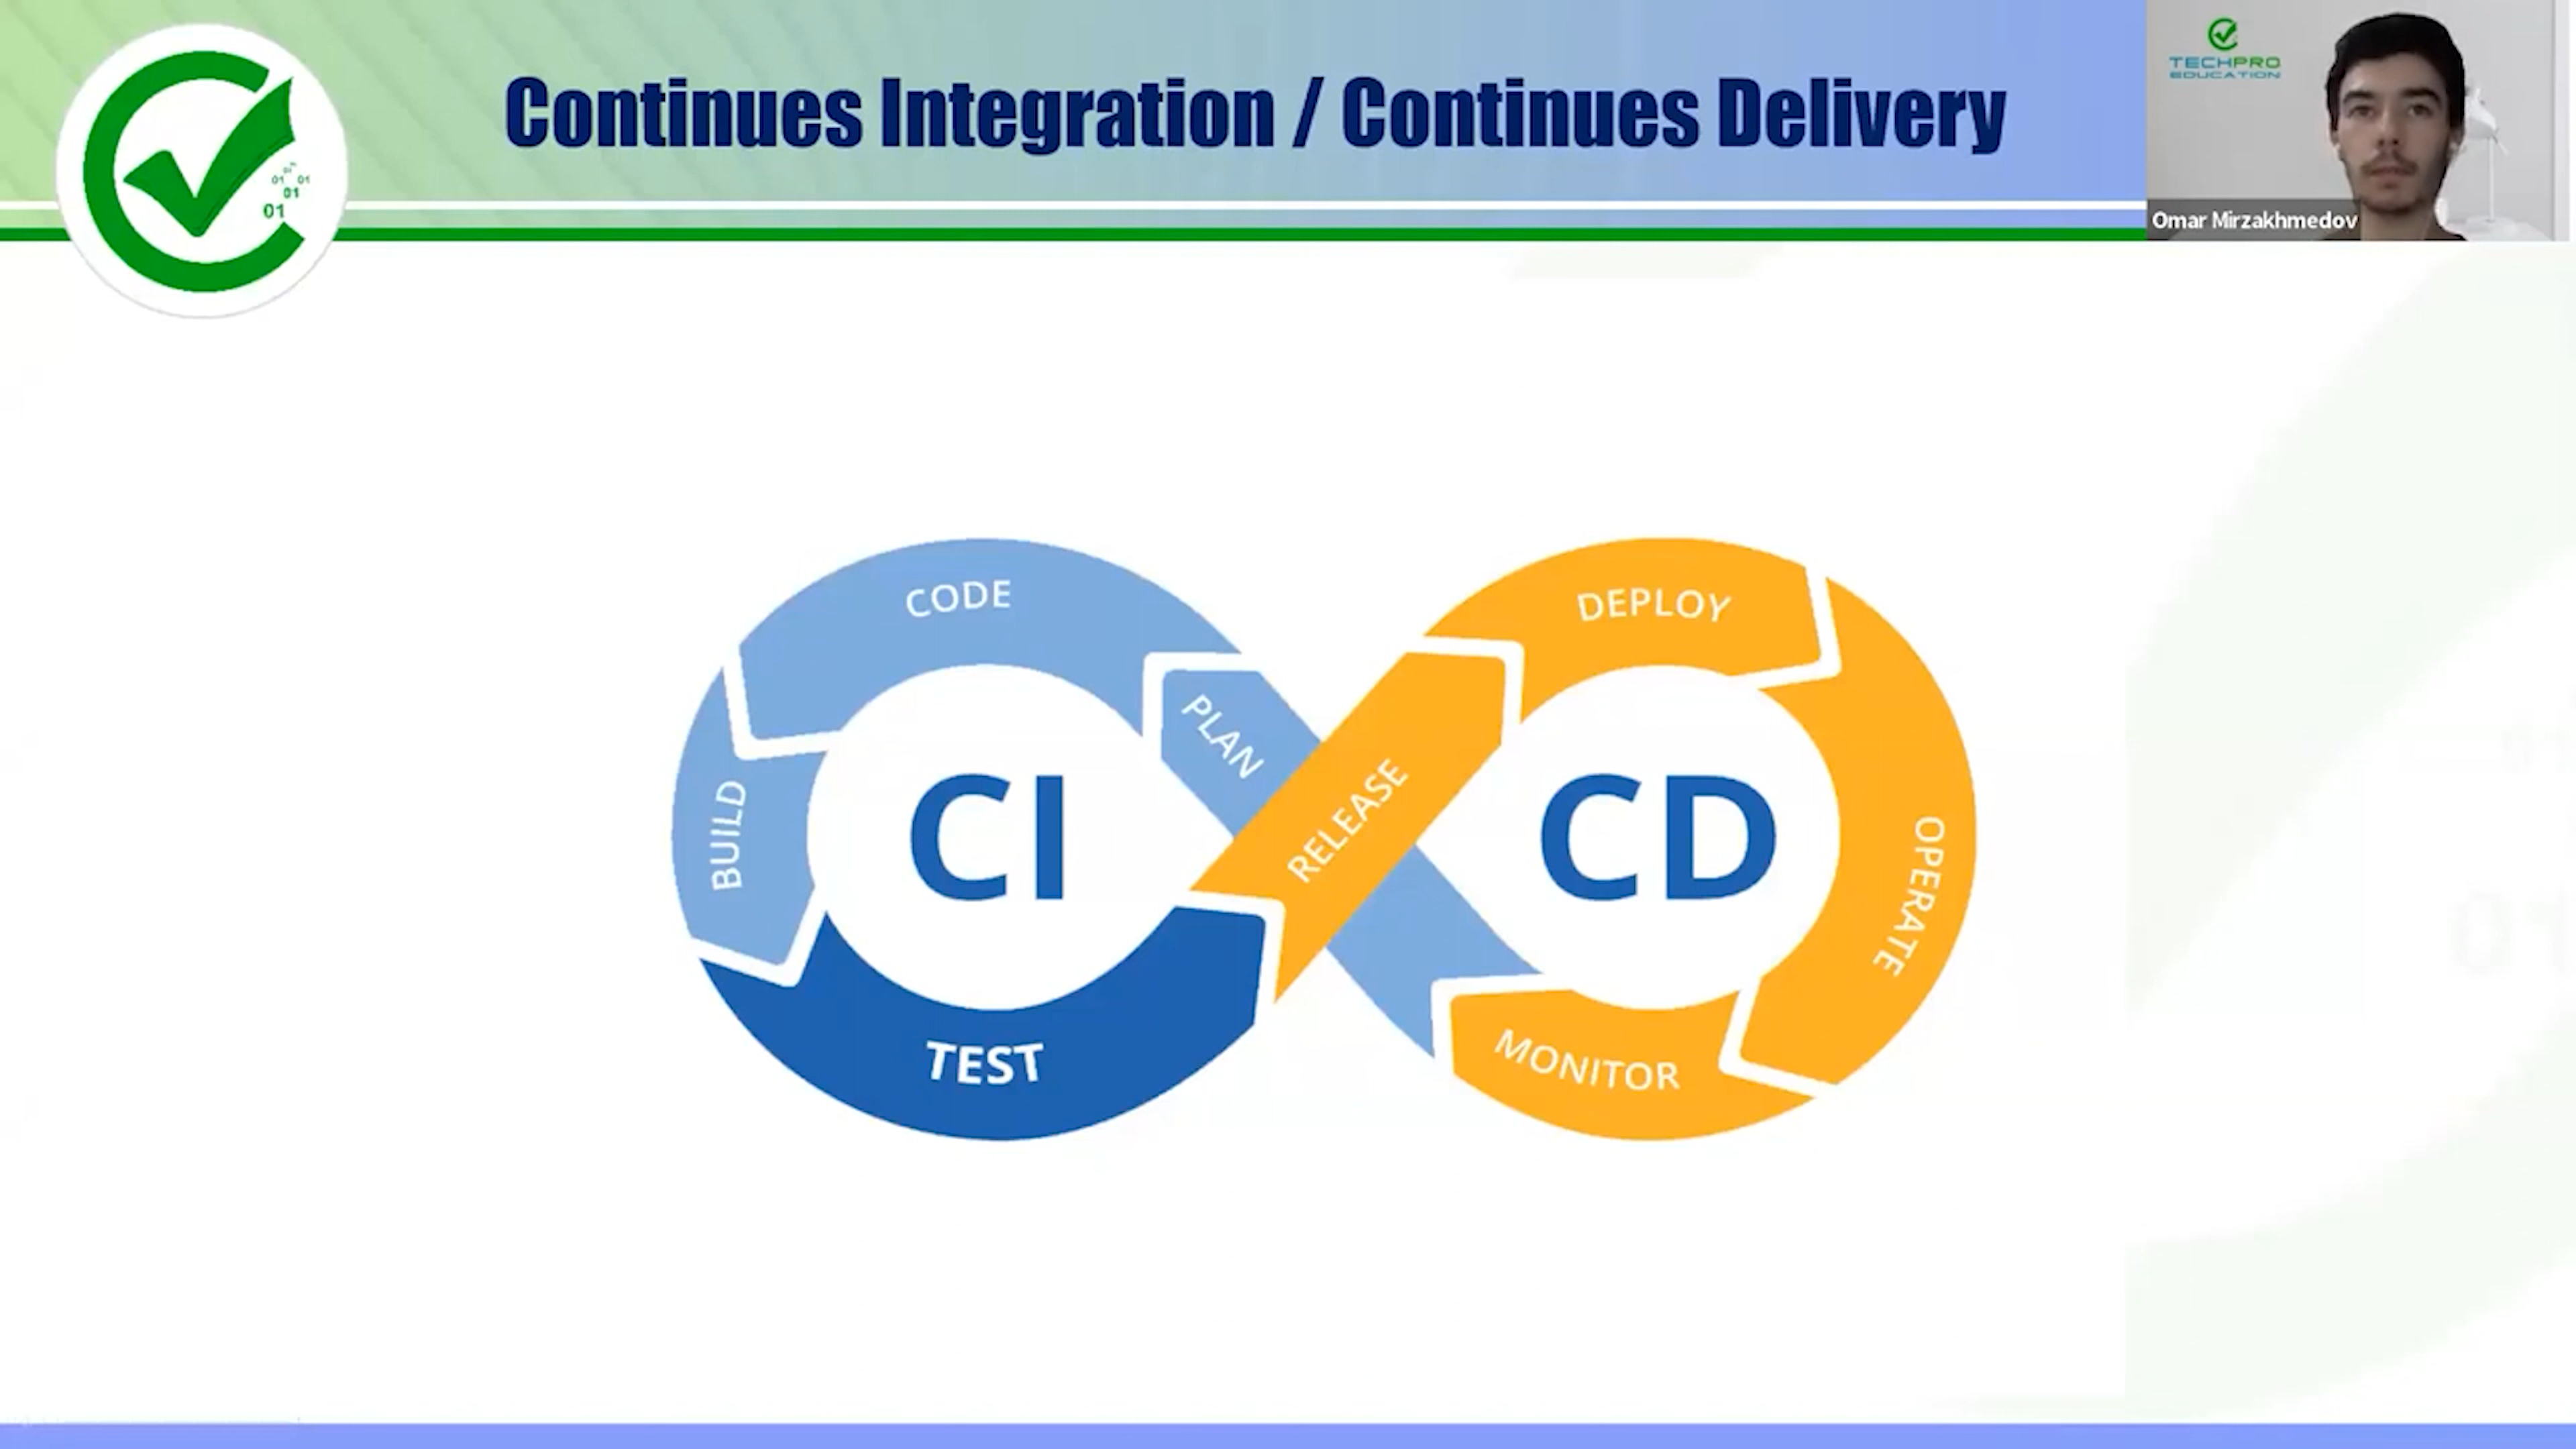 Continues Integration / Continues Delivery
TECHPRO
EDUCATION
Omar Mirzakhmedov
01
01
01
01
CODE
PLAN
BUILD
CI
TEST
RELEASE
DEPLOY
CD
OPERATE
MONITOR
01